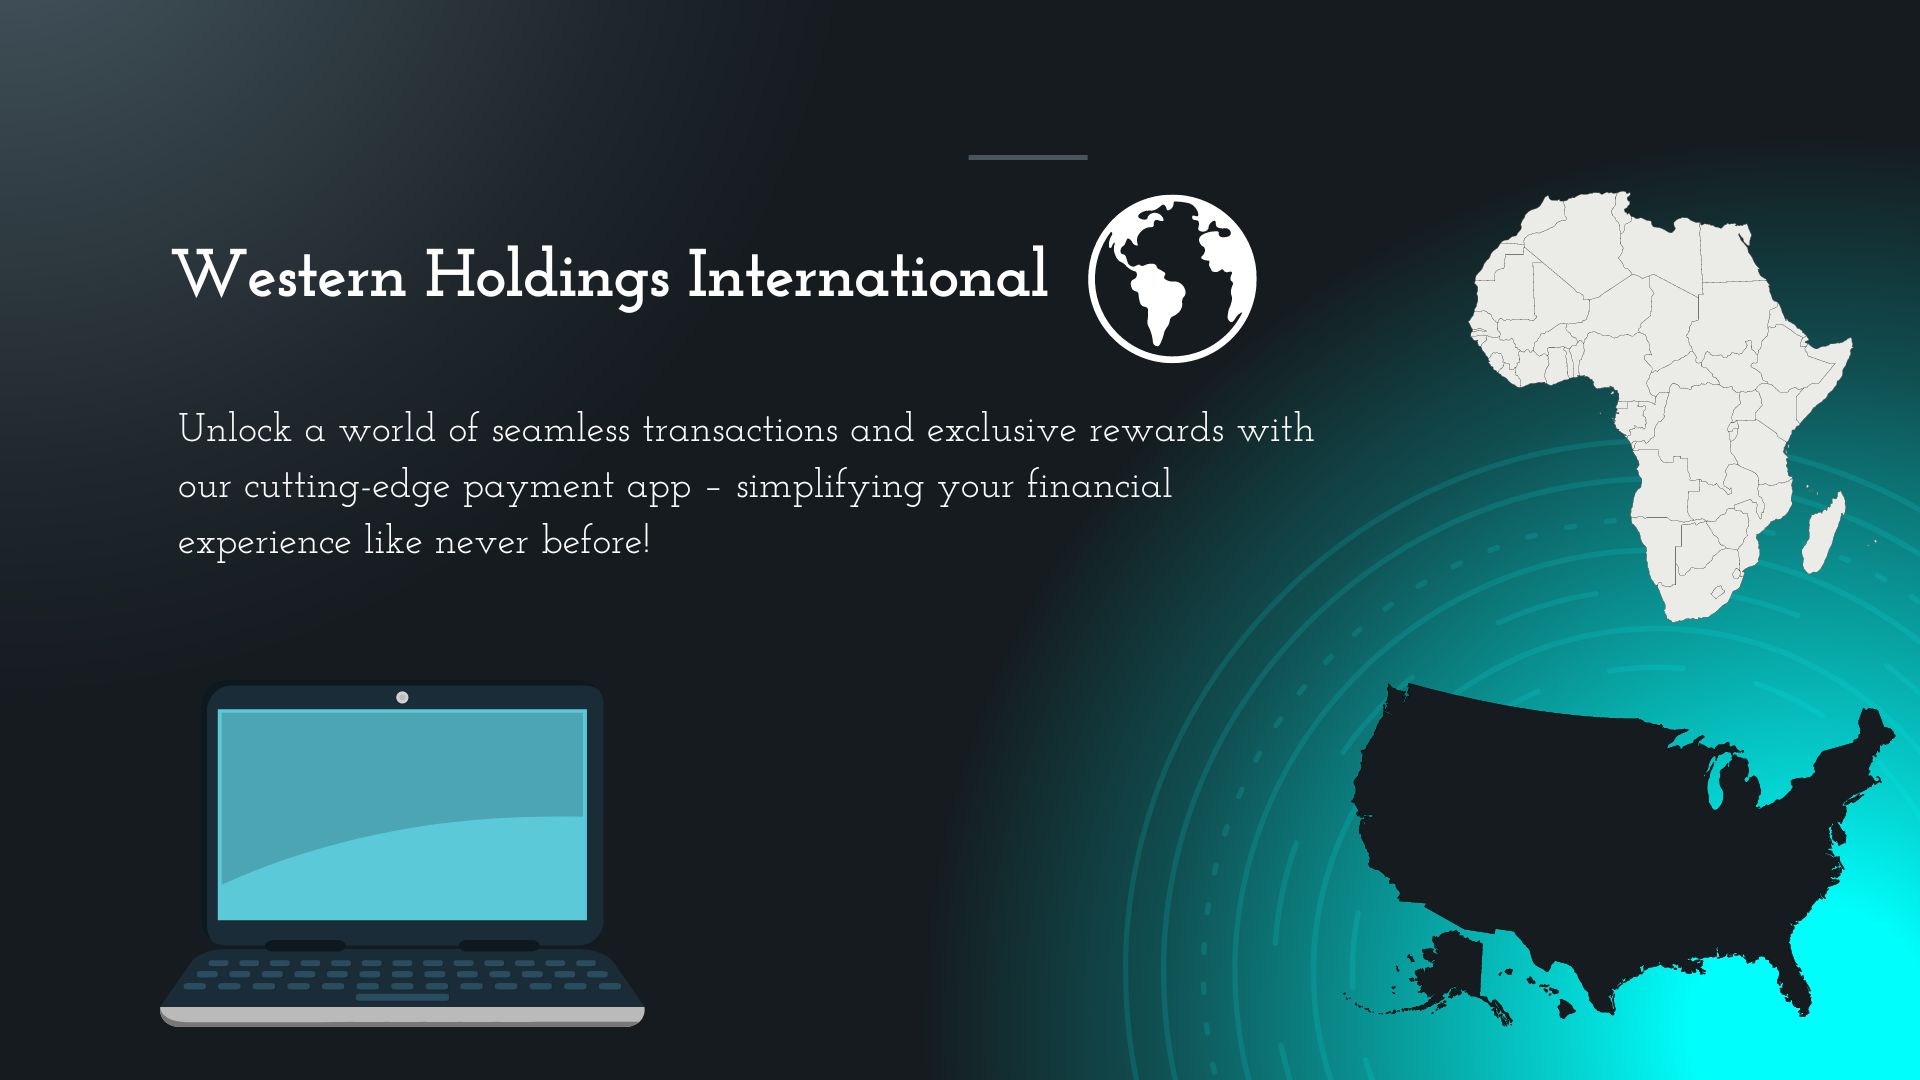 Western Holdings International
Unlock a world of seamless transactions and exclusive rewards with
our cutting-edge payment app – simplifying your financial
experience like never before!